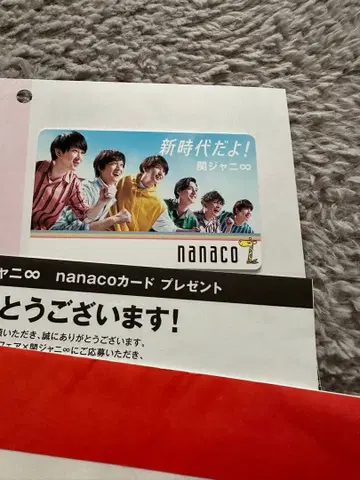 新時代だよ!
関ジャニ∞
nanaco
ャニ∞ nanacoカード プレゼント
とうございます!
いただき、誠にありがとうございます。
フェア×関ジャニ∞にご応募いただき、